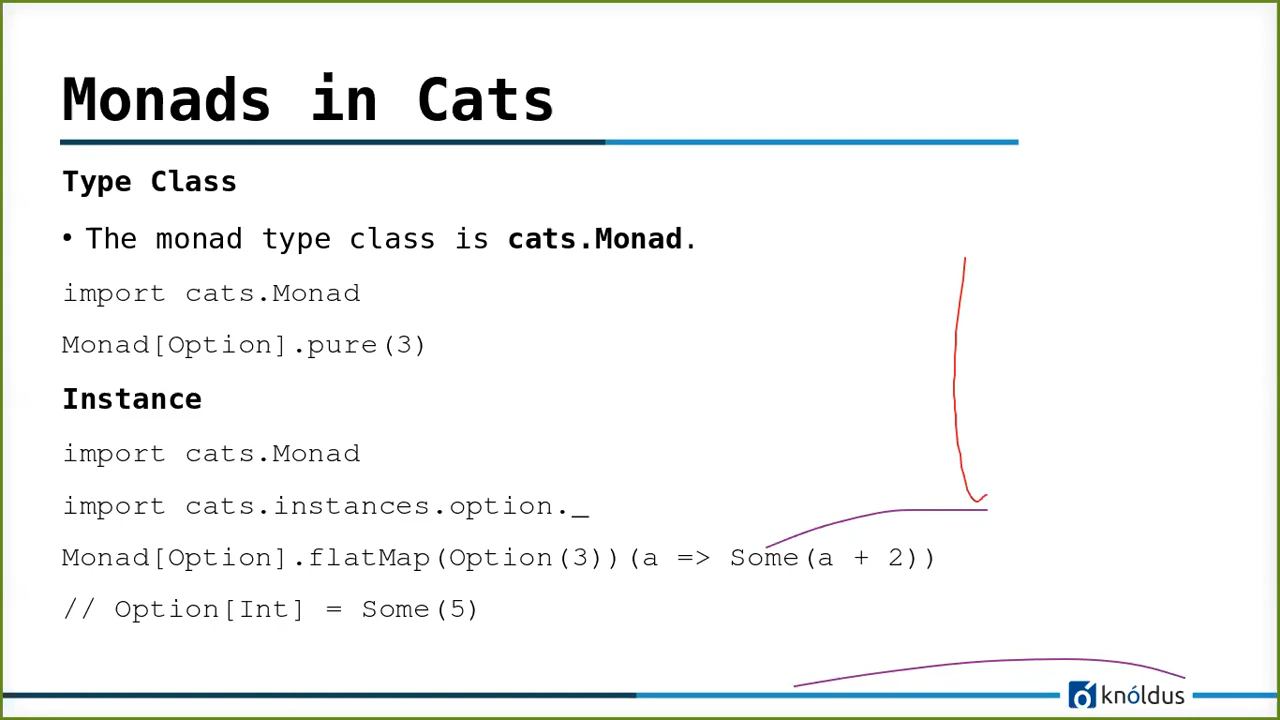 Monads in Cats
Type Class
• The monad type class is cats.Monad.
import cats.Monad
Monad[Option].pure(3)
Instance
import cats.Monad
import cats.instances.option._
Monad[Option].flatMap(Option(3))(a => Some(a + 2))
// Option[Int] = Some(5)
knóldus